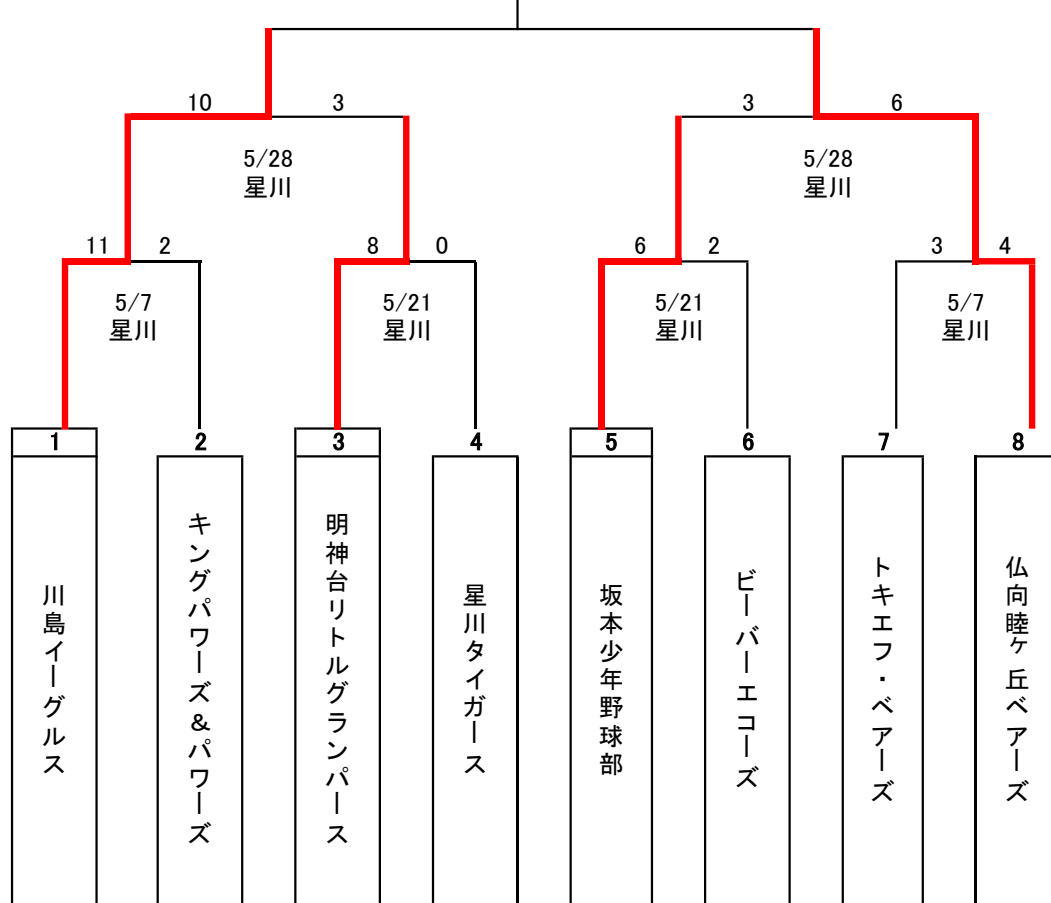 10 3 3 6
5/28 5/28
星川 星川
11 2 8 0 6 2 3 4
5/7 5/21 5/21 5/7
星川 星川 星川 星川
1 2 3 4 5 6 7 8
川島イーグルス
キングパワーズ&パワーズ
明神台リトルグランパース
星川タイガース
坂本少年野球部
ビーバーエコーズ
トキエフ・ベアーズ
仏向睦ヶ丘ベアーズ